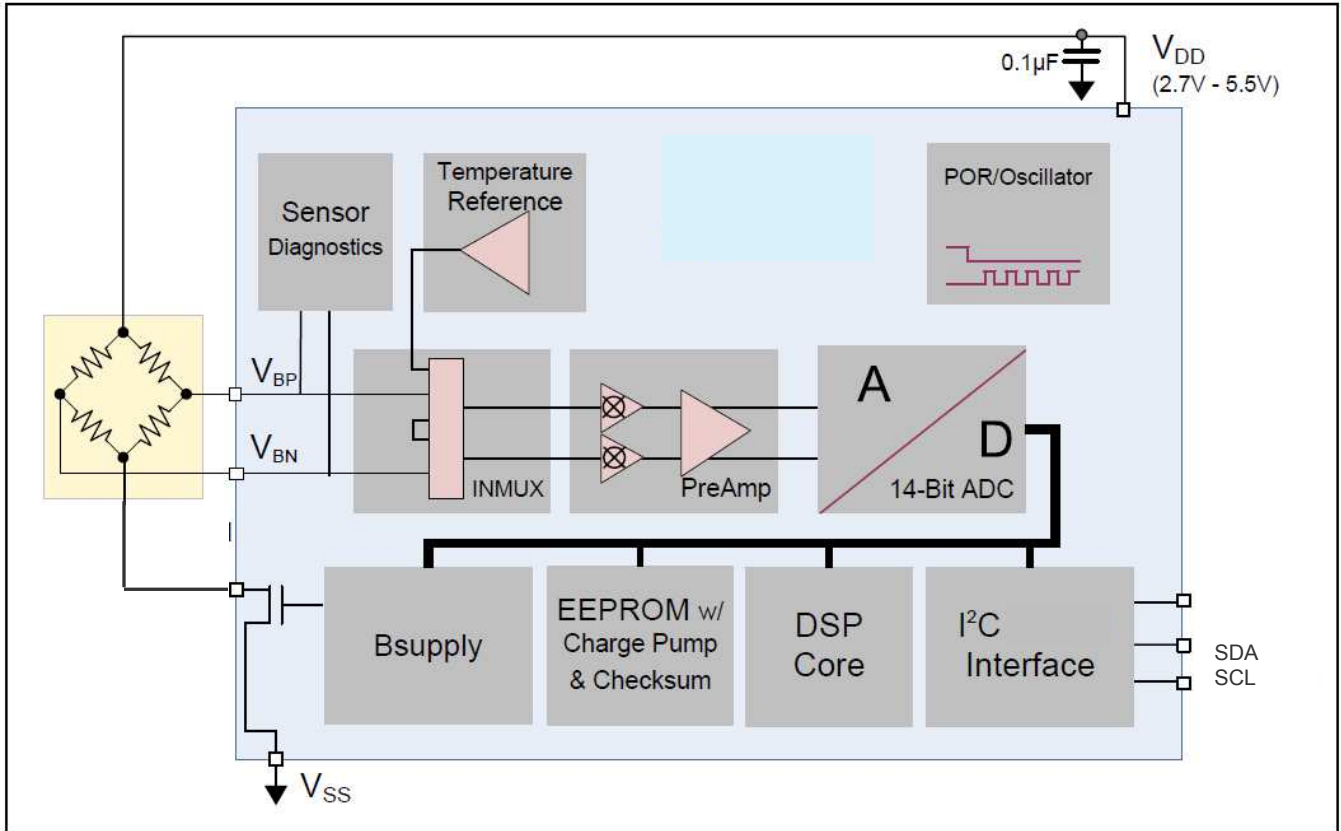 0.1µF
V_DD
(2.7V - 5.5V)
Sensor
Diagnostics
Temperature
Reference
POR/Oscillator
V_BP
V_BN
INMUX
PreAmp
A
D
14-Bit ADC
Bsupply
EEPROM w/
Charge Pump
& Checksum
DSP
Core
I²C
Interface
SDA
SCL
V_SS